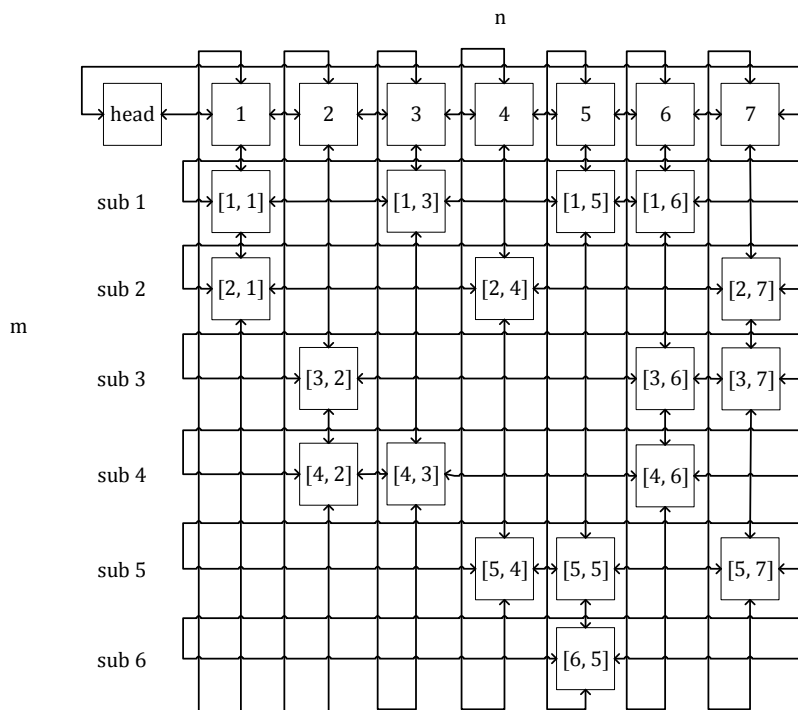 n
head 1 2 3 4 5 6 7
sub 1 [1, 1] [1, 3] [1, 5] [1, 6]
sub 2 [2, 1] [2, 4] [2, 7]
m
sub 3 [3, 2] [3, 6] [3, 7]
sub 4 [4, 2] [4, 3] [4, 6]
sub 5 [5, 4] [5, 5] [5, 7]
sub 6 [6, 5]